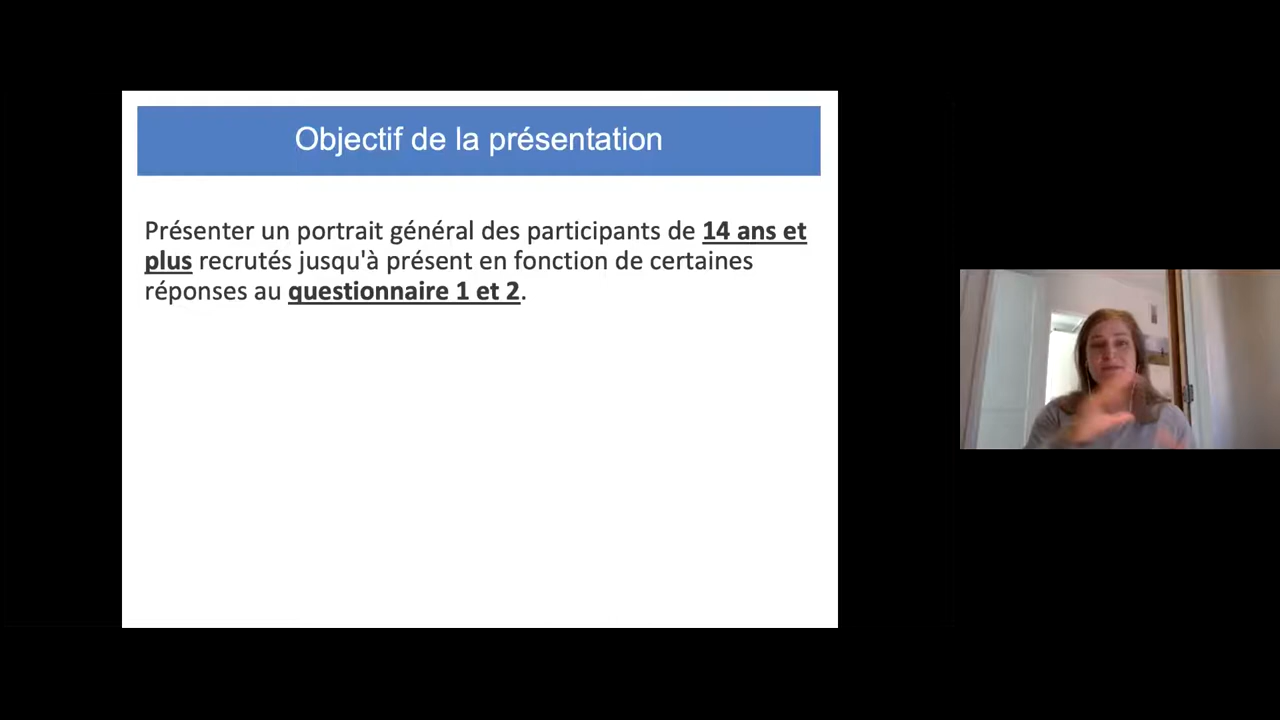 Objectif de la présentation
Présenter un portrait général des participants de 14 ans et
plus recrutés jusqu'à présent en fonction de certaines
réponses au questionnaire 1 et 2.